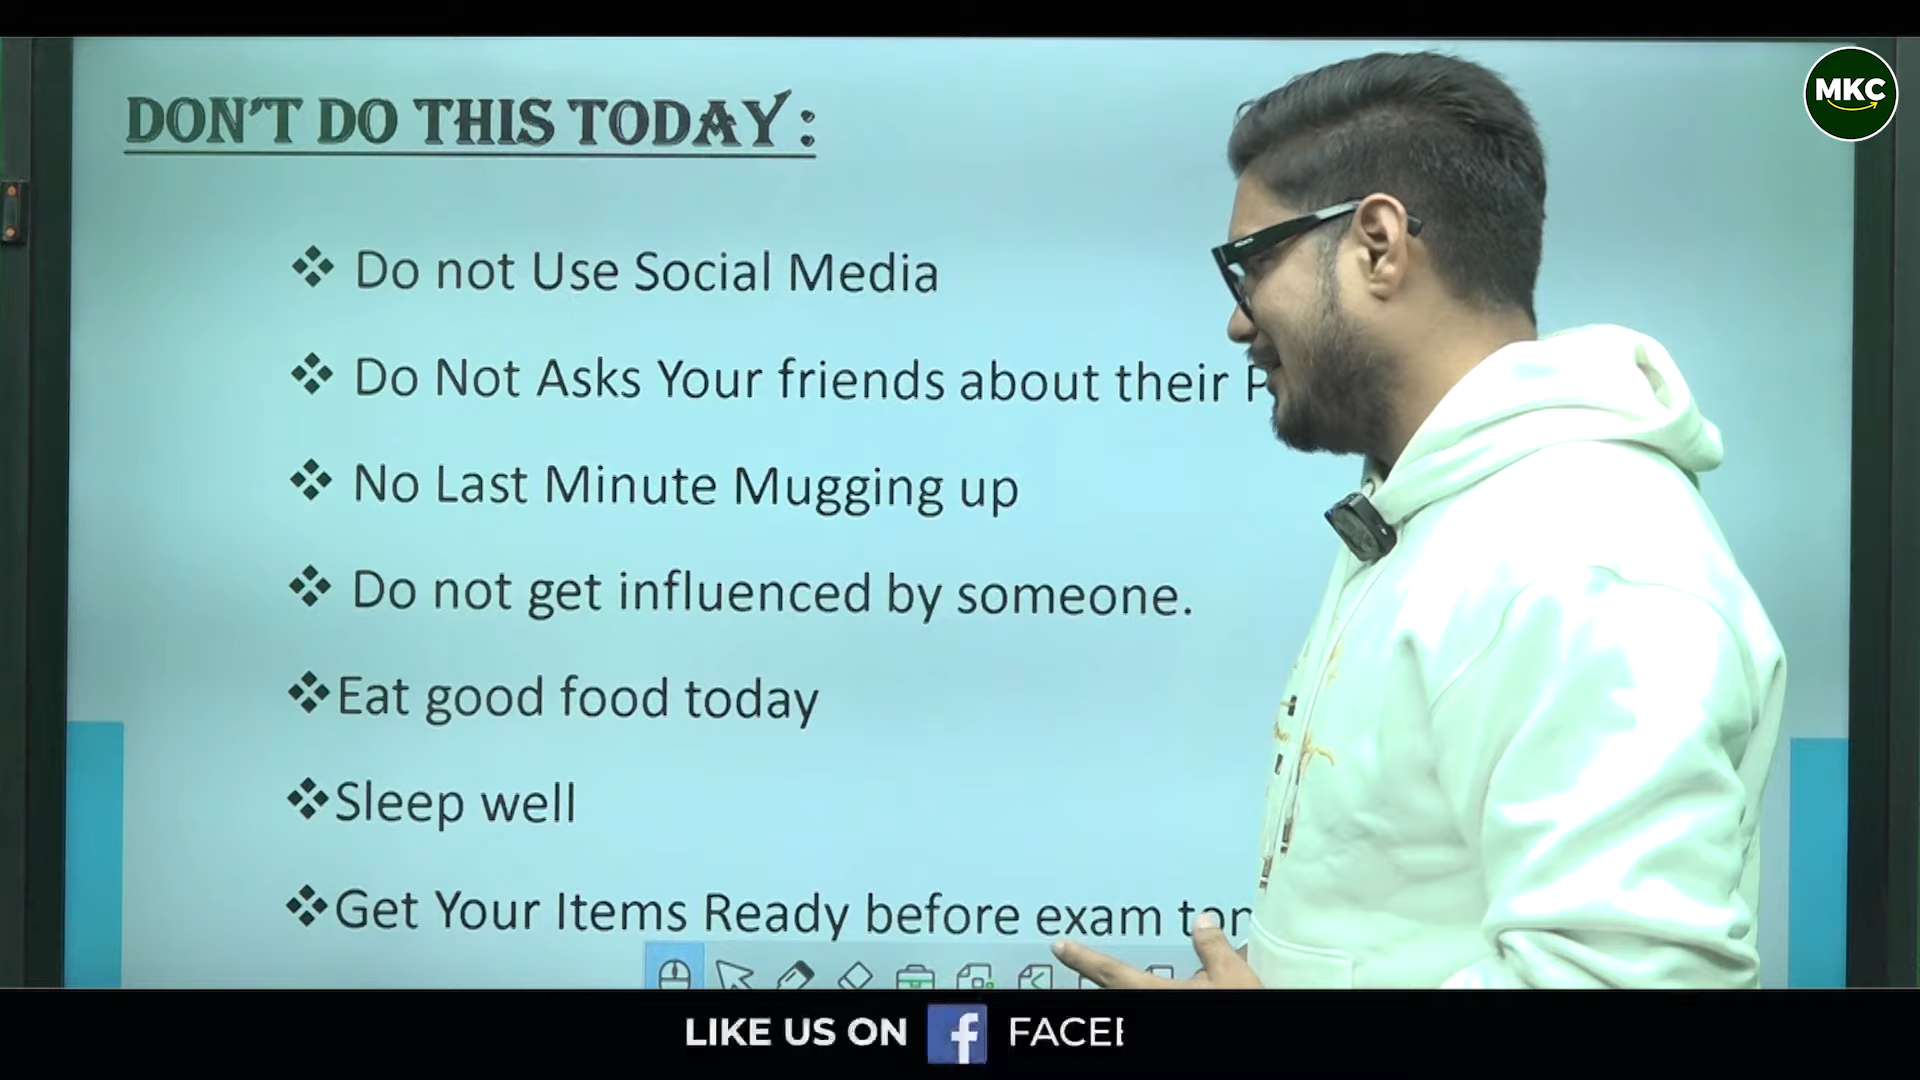 DON'T DO THIS TODAY :
MKC
❖ Do not Use Social Media
❖ Do Not Asks Your friends about their
❖ No Last Minute Mugging up
❖ Do not get influenced by someone.
❖ Eat good food today
❖ Sleep well
❖ Get Your Items Ready before exam
LIKE US ON